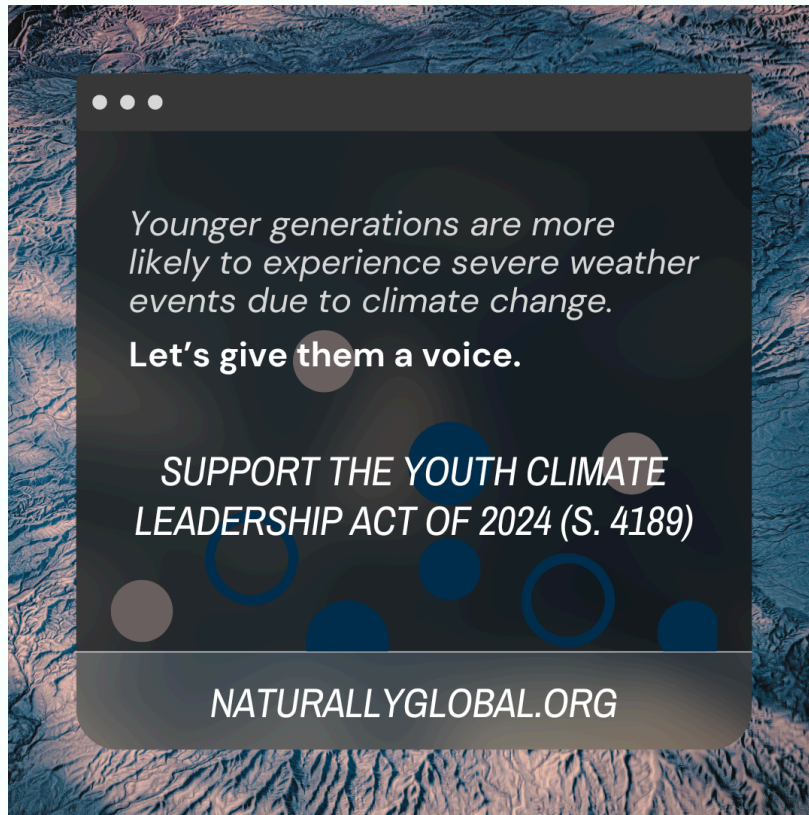 Younger generations are more
likely to experience severe weather
events due to climate change.
Let's give them a voice.
SUPPORT THE YOUTH CLIMATE
LEADERSHIP ACT OF 2024 (S. 4189)
NATURALLYGLOBAL.ORG